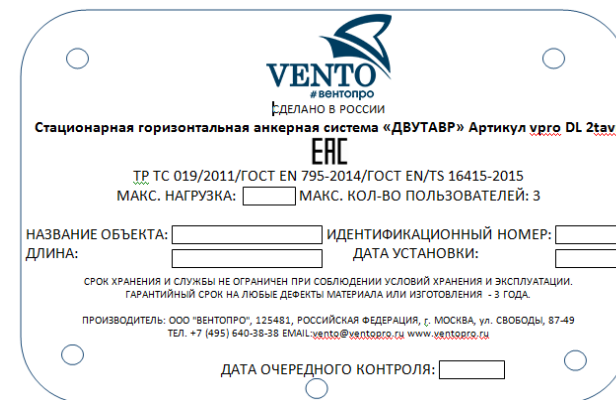 VENTO
#вентопро
СДЕЛАНО В РОССИИ
Стационарная горизонтальная анкерная система «ДВУТАВР» Артикул vpro DL 2tav
EAC
ТР ТС 019/2011/ГОСТ EN 795-2014/ГОСТ EN/TS 16415-2015
МАКС. НАГРУЗКА: МАКС. КОЛ-ВО ПОЛЬЗОВАТЕЛЕЙ: 3
НАЗВАНИЕ ОБЪЕКТА: ИДЕНТИФИКАЦИОННЫЙ НОМЕР:
ДЛИНА: ДАТА УСТАНОВКИ:
СРОК ХРАНЕНИЯ И СЛУЖБЫ НЕ ОГРАНИЧЕН ПРИ СОБЛЮДЕНИИ УСЛОВИЙ ХРАНЕНИЯ И ЭКСПЛУАТАЦИИ.
ГАРАНТИЙНЫЙ СРОК НА ЛЮБЫЕ ДЕФЕКТЫ МАТЕРИАЛА ИЛИ ИЗГОТОВЛЕНИЯ - 3 ГОДА.
ПРОИЗВОДИТЕЛЬ: ООО "ВЕНТОПРО", 125481, РОССИЙСКАЯ ФЕДЕРАЦИЯ, г. МОСКВА, ул. СВОБОДЫ, 87-49
ТЕЛ. +7 (495) 640-38-38 EMAIL:vento@ventopro.ru www.ventopro.ru
ДАТА ОЧЕРЕДНОГО КОНТРОЛЯ: